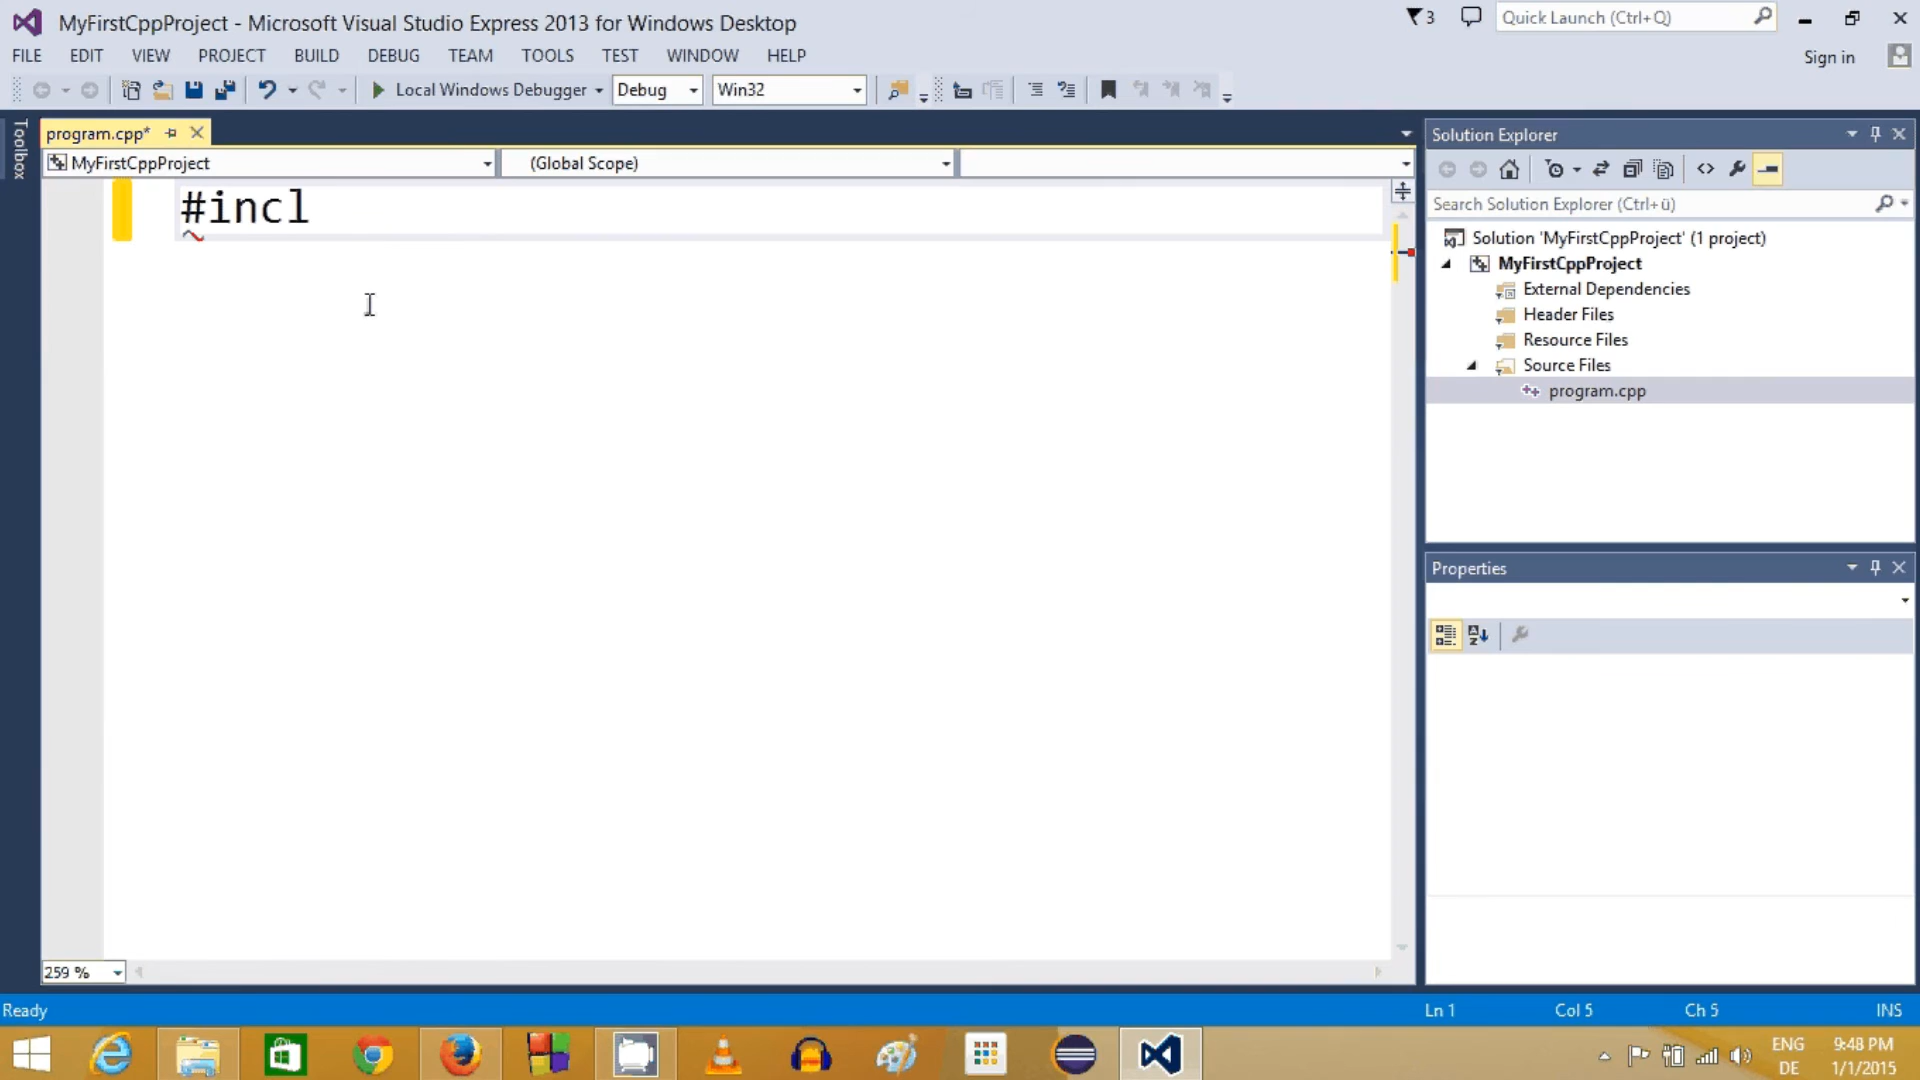 MyFirstCppProject - Microsoft Visual Studio Express 2013 for Windows Desktop
3
Quick Launch (Ctrl+Q)
FILE EDIT VIEW PROJECT BUILD DEBUG TEAM TOOLS TEST WINDOW HELP
Sign in
Local Windows Debugger
Debug
Win32
Toolbox
program.cpp*
MyFirstCppProject
(Global Scope)
#incl
259 %
Solution Explorer
Search Solution Explorer (Ctrl+ü)
Solution 'MyFirstCppProject' (1 project)
MyFirstCppProject
External Dependencies
Header Files
Resource Files
Source Files
program.cpp
Properties
Ready
Ln 1
Col 5
Ch 5
INS
ENG
DE
9:48 PM
1/1/2015